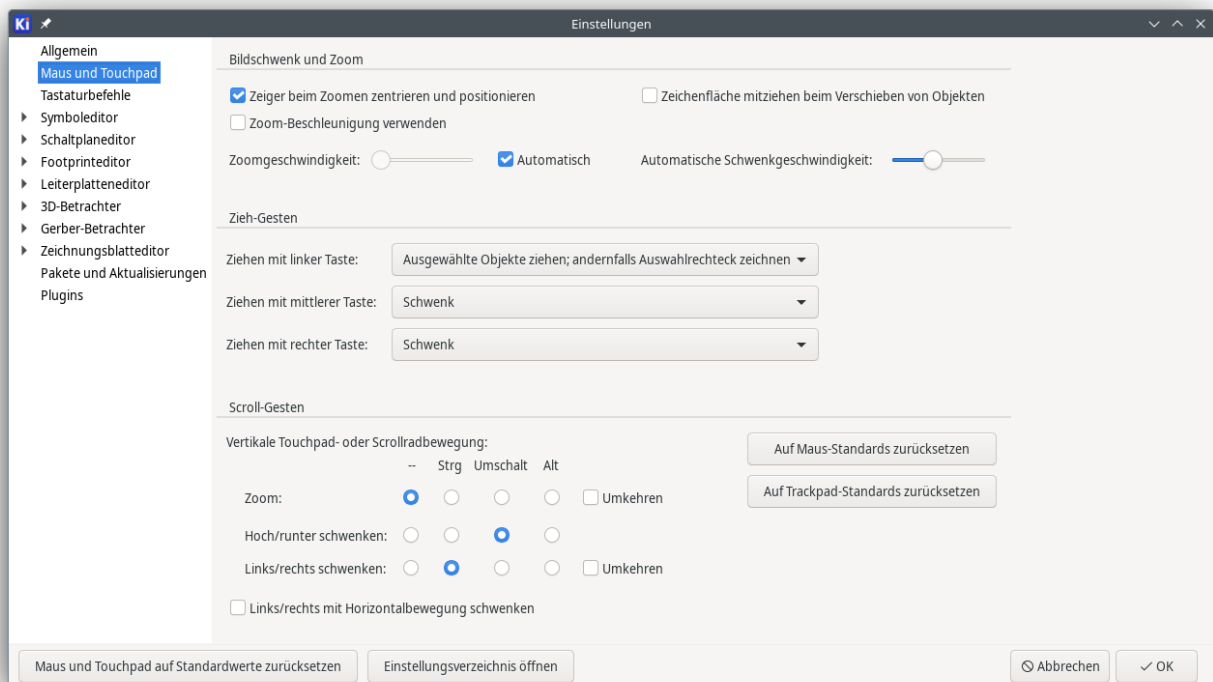 Ki Einstellungen
Allgemein
Maus und Touchpad
Tastaturbefehle
Symboleditor
Schaltplaneditor
Footprinteditor
Leiterplatteneditor
3D-Betrachter
Gerber-Betrachter
Zeichnungsblatteditor
Pakete und Aktualisierungen
Plugins
Bildschwenk und Zoom
Zeiger beim Zoomen zentrieren und positionieren
Zeichenfläche mitziehen beim Verschieben von Objekten
Zoom-Beschleunigung verwenden
Zoomgeschwindigkeit: Automatisch Automatische Schwenkgeschwindigkeit:
Zieh-Gesten
Ziehen mit linker Taste: Ausgewählte Objekte ziehen; andernfalls Auswahlrechteck zeichnen
Ziehen mit mittlerer Taste: Schwenk
Ziehen mit rechter Taste: Schwenk
Scroll-Gesten
Vertikale Touchpad- oder Scrollradbewegung:
-- Strg Umschalt Alt
Zoom: Umkehren
Hoch/runter schwenken:
Links/rechts schwenken: Umkehren
Links/rechts mit Horizontalbewegung schwenken
Auf Maus-Standards zurücksetzen
Auf Trackpad-Standards zurücksetzen
Maus und Touchpad auf Standardwerte zurücksetzen Einstellungsverzeichnis öffnen Abbrechen OK